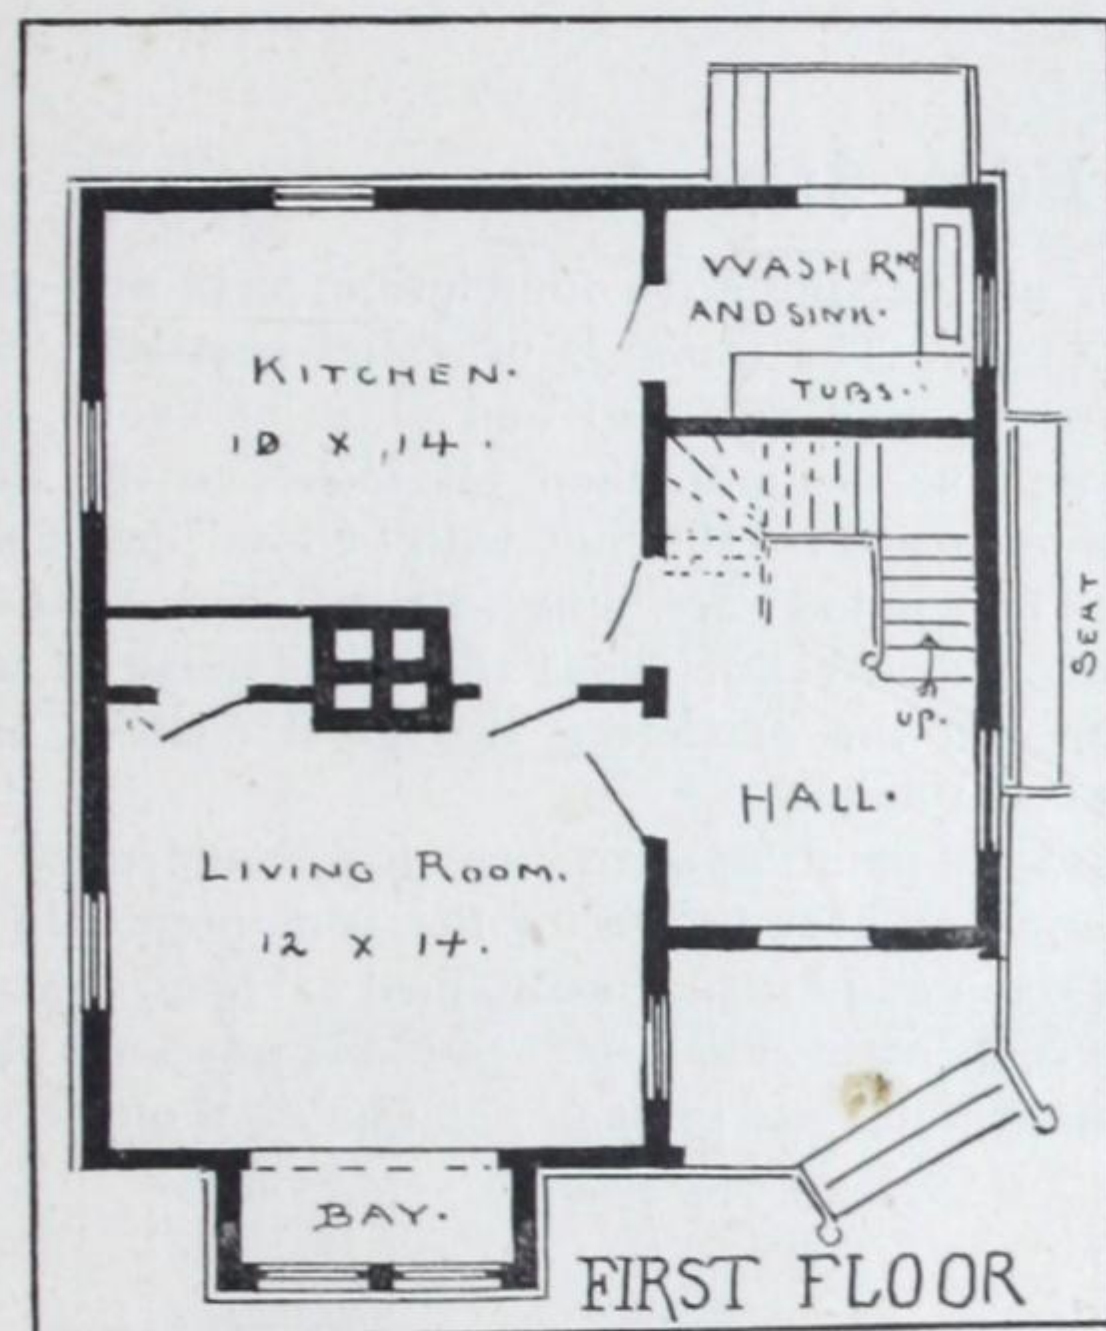 WASH RM
AND SINK.
KITCHEN.
10 X 14.
TUBS.
SEAT
UP.
HALL.
LIVING ROOM.
12 X 14.
BAY.
FIRST FLOOR